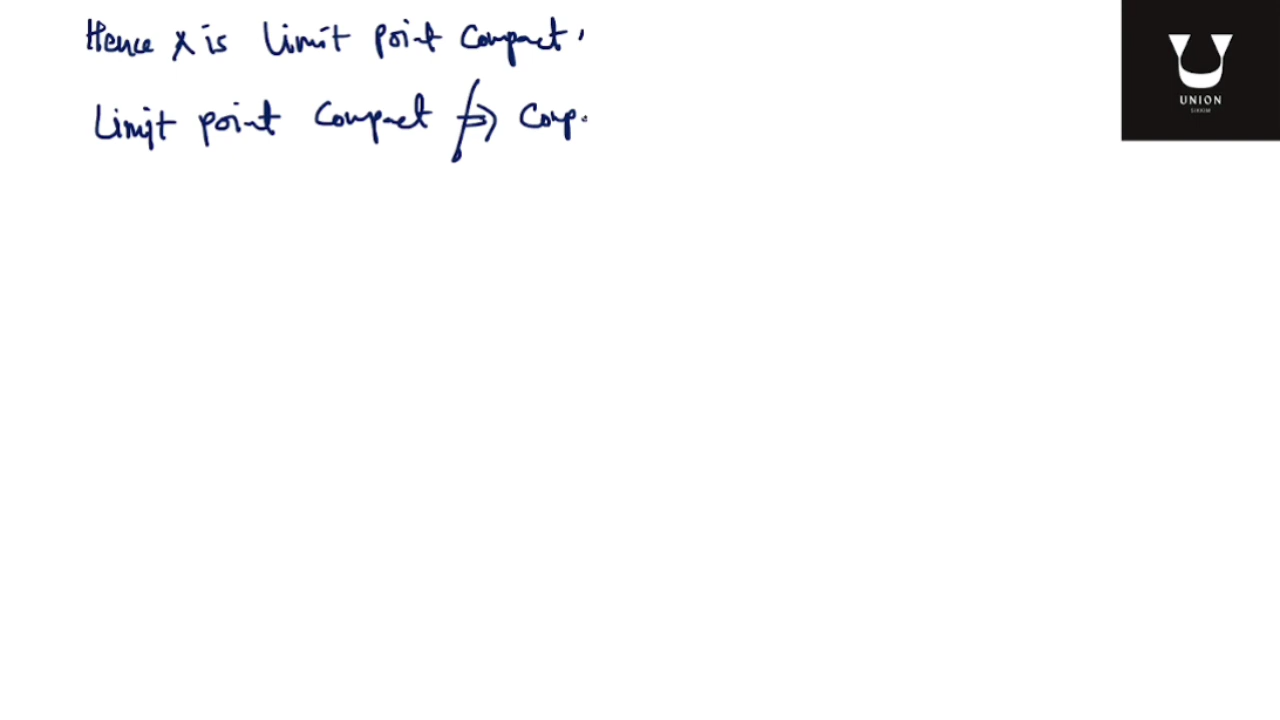 Hence X is Limit point compact,
Limit point compact ⇏ Comp.
UNION